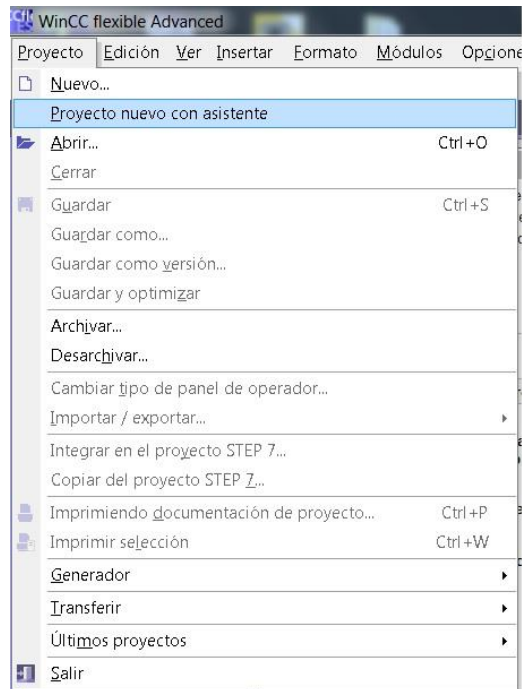 WinCC flexible Advanced
Proyecto Edición Ver Insertar Formato Módulos Opcione
Nuevo...
Proyecto nuevo con asistente
Abrir... Ctrl+O
Cerrar
Guardar Ctrl+S
Guardar como...
Guardar como versión...
Guardar y optimizar
Archivar...
Desarchivar...
Cambiar tipo de panel de operador...
Importar / exportar...
Integrar en el proyecto STEP 7...
Copiar del proyecto STEP 7...
Imprimiendo documentación de proyecto... Ctrl+P
Imprimir selección Ctrl+W
Generador
Transferir
Últimos proyectos
Salir